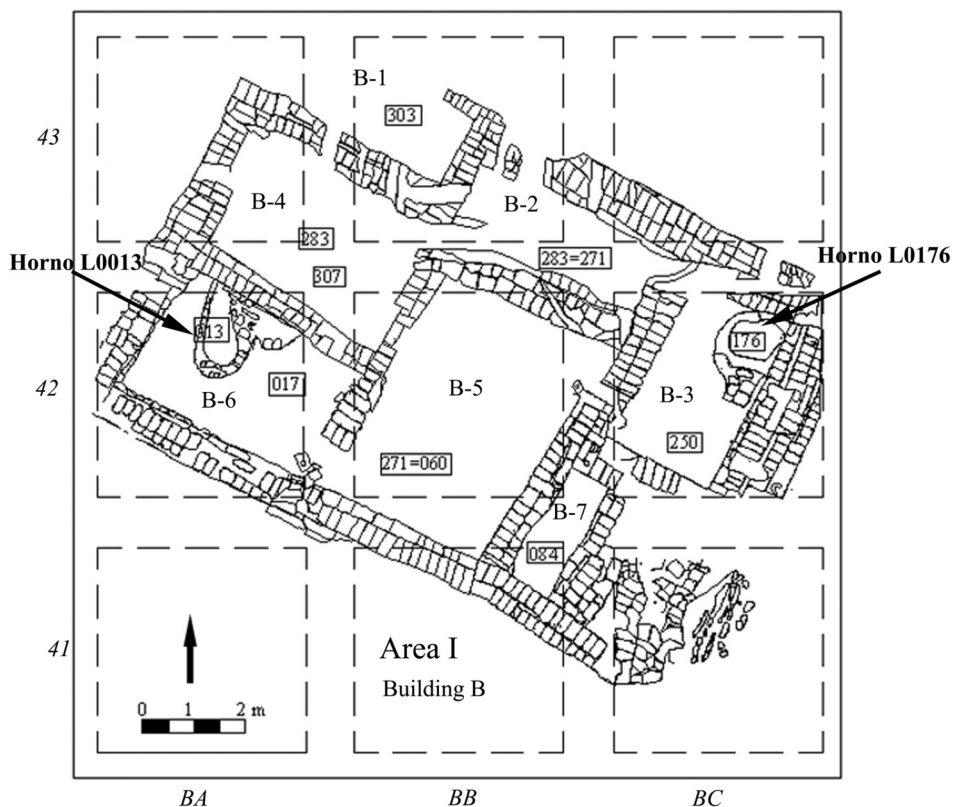 B-1
303
43
B-4
B-2
283
283=271
Horno L0013
Horno L0176
307
013
176
42
B-6
017
B-5
B-3
250
271=060
B-7
084
41
Area I
Building B
0 1 2 m
BA
BB
BC